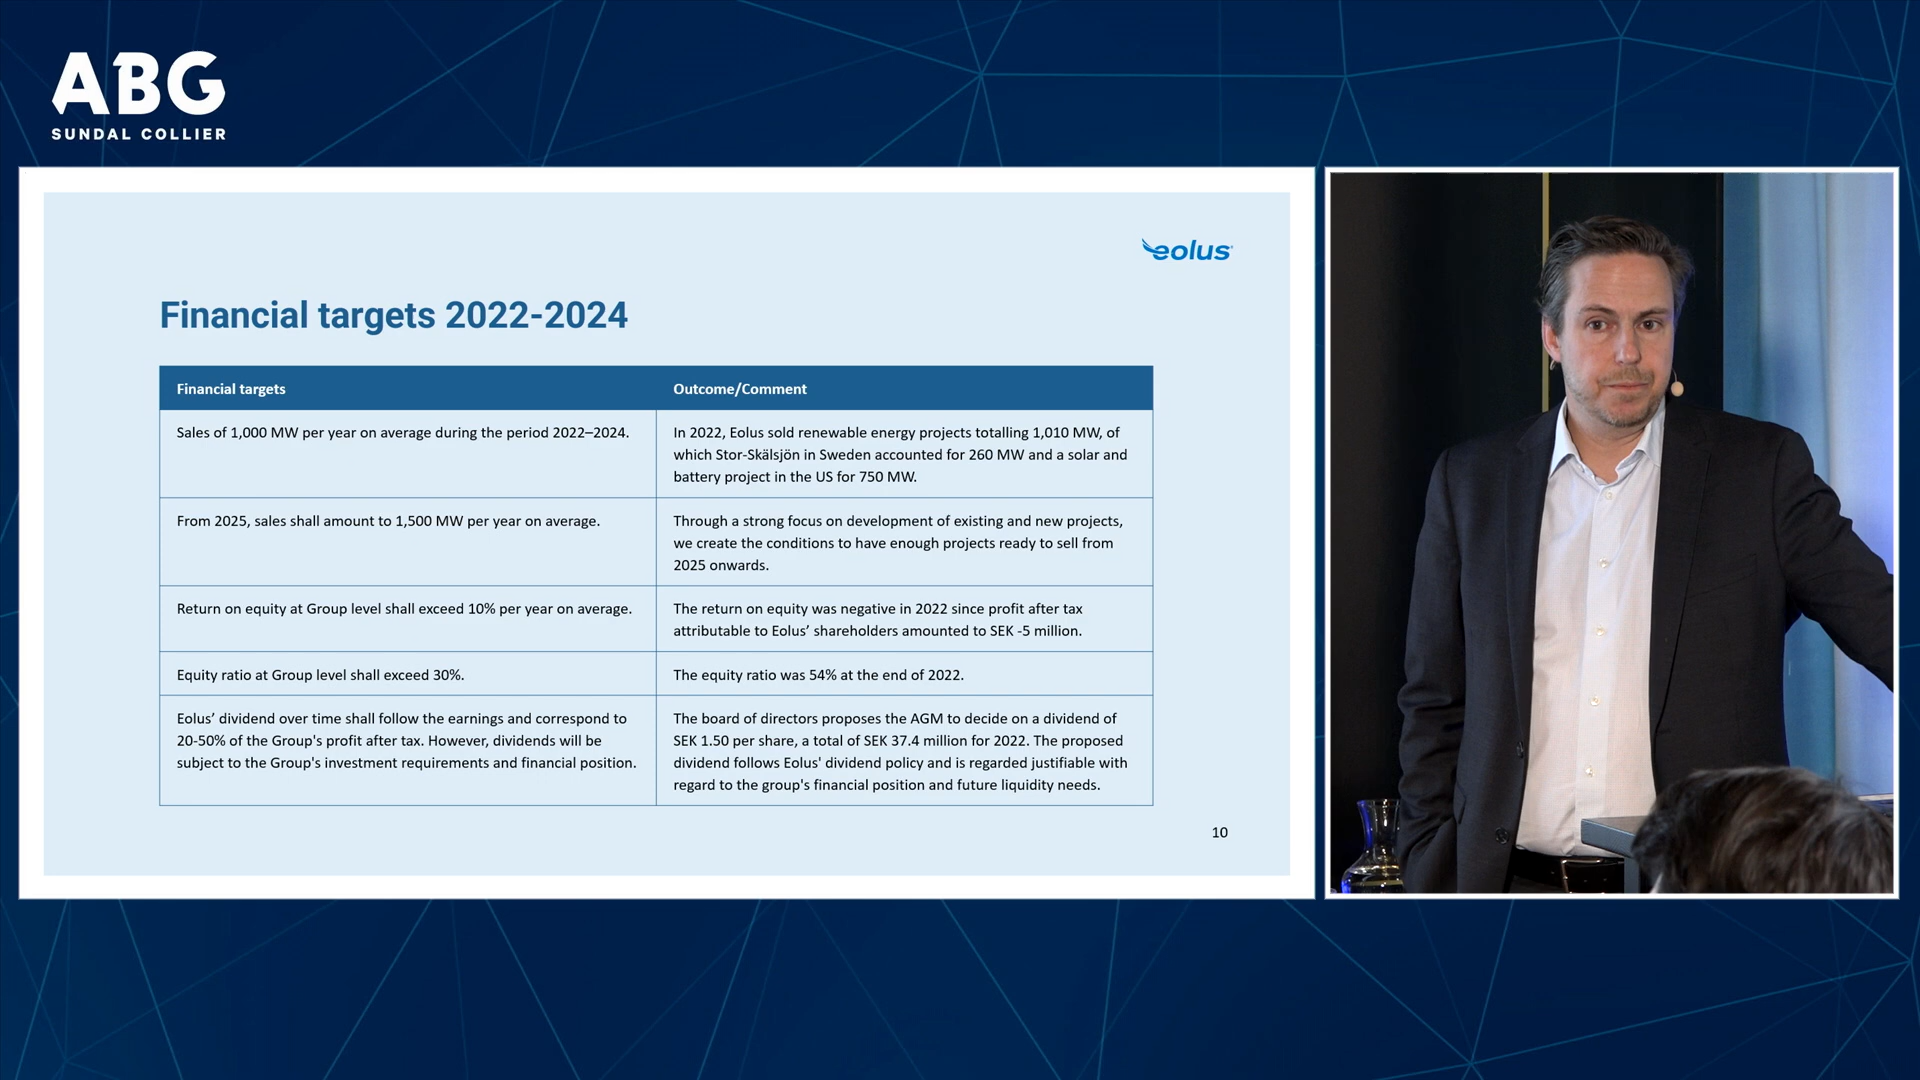 ABG
SUNDAL COLLIER
eolus
Financial targets 2022-2024
Financial targets
Outcome/Comment
Sales of 1,000 MW per year on average during the period 2022–2024.
In 2022, Eolus sold renewable energy projects totalling 1,010 MW, of
which Stor-Skälsjön in Sweden accounted for 260 MW and a solar and
battery project in the US for 750 MW.
From 2025, sales shall amount to 1,500 MW per year on average.
Through a strong focus on development of existing and new projects,
we create the conditions to have enough projects ready to sell from
2025 onwards.
Return on equity at Group level shall exceed 10% per year on average.
The return on equity was negative in 2022 since profit after tax
attributable to Eolus’ shareholders amounted to SEK -5 million.
Equity ratio at Group level shall exceed 30%.
The equity ratio was 54% at the end of 2022.
Eolus’ dividend over time shall follow the earnings and correspond to
20-50% of the Group's profit after tax. However, dividends will be
subject to the Group's investment requirements and financial position.
The board of directors proposes the AGM to decide on a dividend of
SEK 1.50 per share, a total of SEK 37.4 million for 2022. The proposed
dividend follows Eolus' dividend policy and is regarded justifiable with
regard to the group's financial position and future liquidity needs.
10